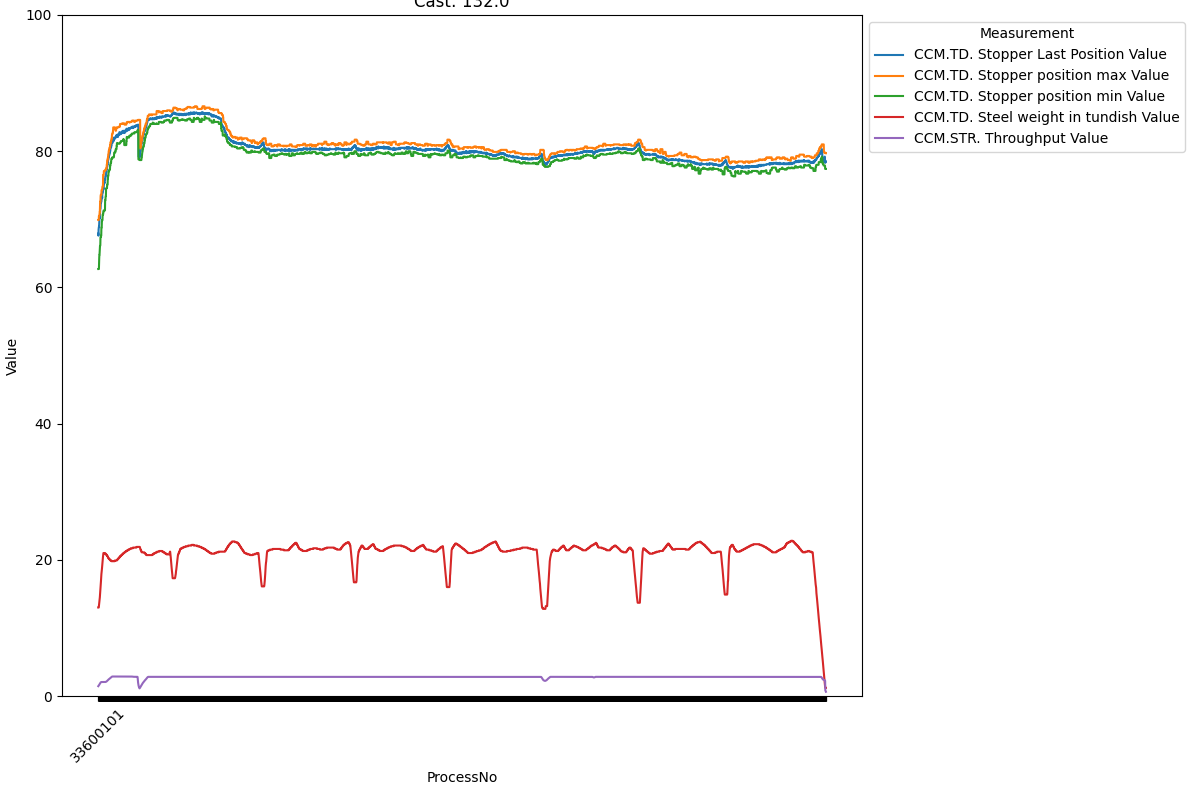 Cast: 132.0
100
80
60
40
20
0
Value
33600101
ProcessNo
Measurement
CCM.TD. Stopper Last Position Value
CCM.TD. Stopper position max Value
CCM.TD. Stopper position min Value
CCM.TD. Steel weight in tundish Value
CCM.STR. Throughput Value